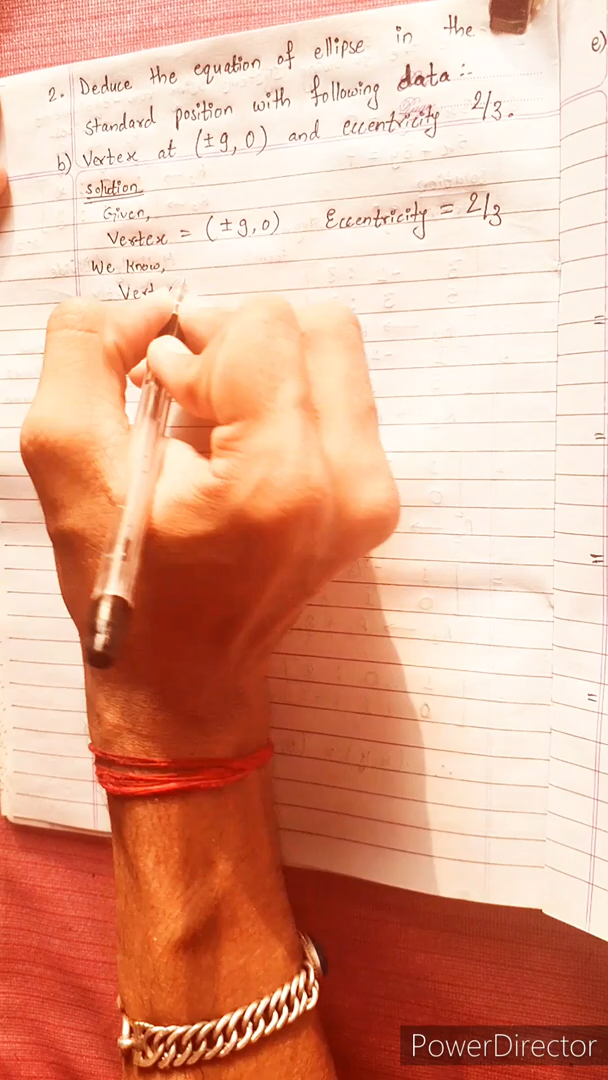 2. Deduce the equation of ellipse in the
standard position with following data :-
b) Vertex at (±9,0) and eccentricity 2/3.
solution
Given,
Vertex = (±9,0) Eccentricity = 2/3
We Know,
Vert
e)
PowerDirector